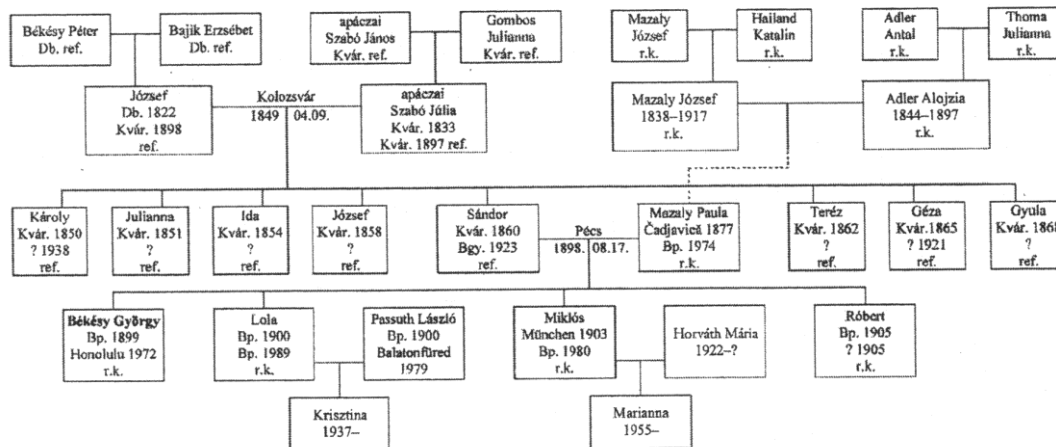 Békésy Péter
Db. ref.
Bajik Erzsébet
Db. ref.
apáczai
Szabó János
Kvár. ref.
Gombos
Julianna
Kvár. ref.
Mazaly
József
r.k.
Hailand
Katalin
r.k.
Adler
Antal
r.k.
Thoma
Julianna
r.k.
József
Db. 1822
Kvár. 1898
ref.
Kolozsvár
1849 04.09.
apáczai
Szabó Júlia
Kvár. 1833
Kvár. 1897 ref.
Mazaly József
1838–1917
r.k.
Adler Alojzia
1844–1897
r.k.
Károly
Kvár. 1850
? 1938
ref.
Julianna
Kvár. 1851
?
ref.
Ida
Kvár. 1854
?
ref.
József
Kvár. 1858
?
ref.
Sándor
Kvár. 1860
Bgy. 1923
ref.
Pécs
1898. 08.17.
Mazaly Paula
Čadjavică 1877
Bp. 1974
r.k.
Teréz
Kvár. 1862
?
ref.
Géza
Kvár.1865
? 1921
ref.
Gyula
Kvár. 1868
?
ref.
Békésy György
Bp. 1899
Honolulu 1972
r.k.
Lola
Bp. 1900
Bp. 1989
r.k.
Passuth László
Bp. 1900
Balatonfüred
1979
Miklós
München 1903
Bp. 1980
r.k.
Horváth Mária
1922–?
Róbert
Bp. 1905
? 1905
r.k.
Krisztina
1937–
Marianna
1955–